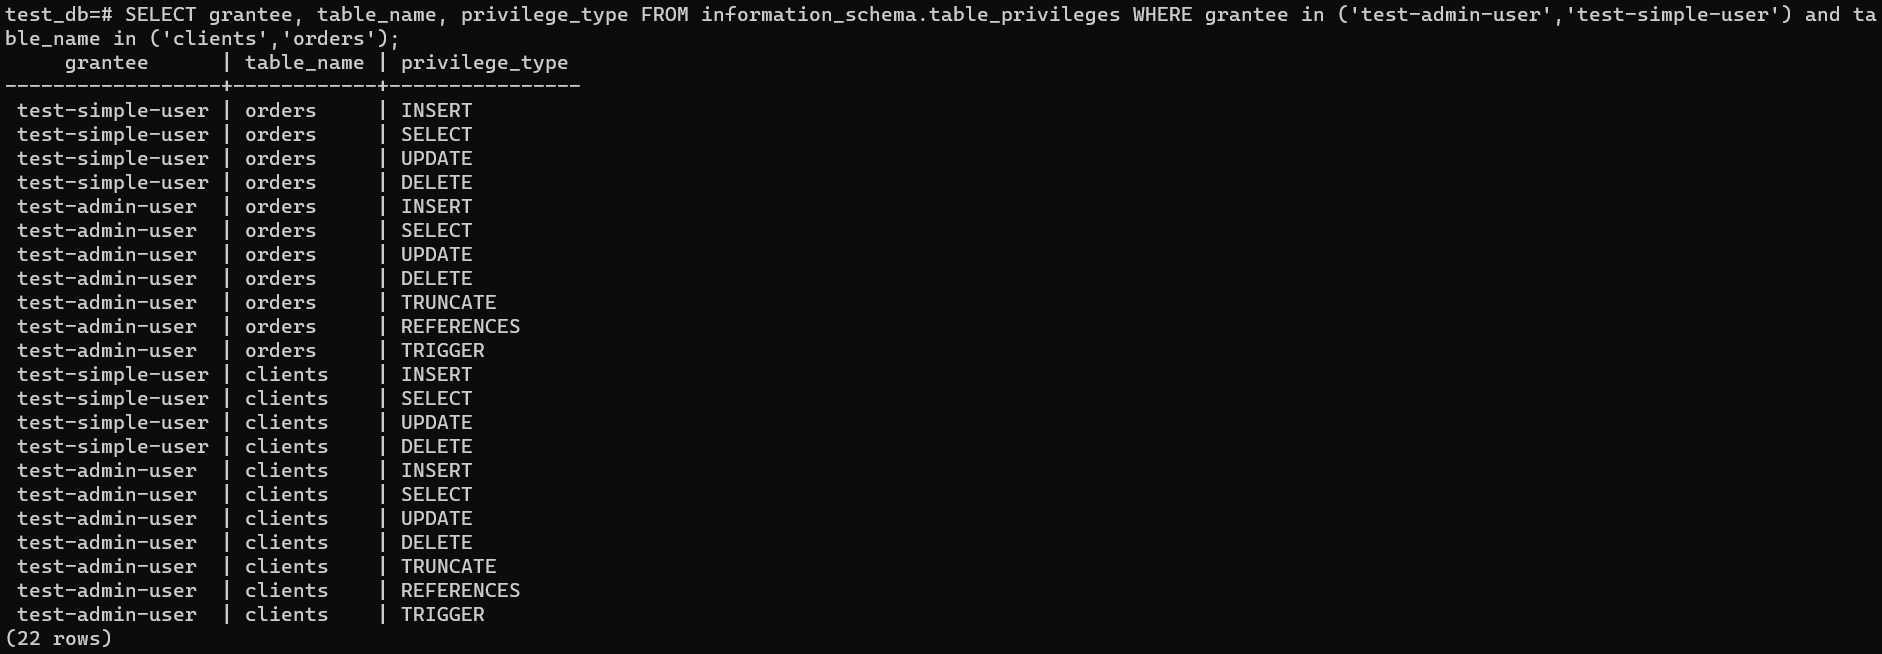 test_db=# SELECT grantee, table_name, privilege_type FROM information_schema.table_privileges WHERE grantee in ('test-admin-user','test-simple-user') and ta
ble_name in ('clients','orders');
     grantee      | table_name | privilege_type
------------------+------------+----------------
 test-simple-user | orders     | INSERT
 test-simple-user | orders     | SELECT
 test-simple-user | orders     | UPDATE
 test-simple-user | orders     | DELETE
 test-admin-user  | orders     | INSERT
 test-admin-user  | orders     | SELECT
 test-admin-user  | orders     | UPDATE
 test-admin-user  | orders     | DELETE
 test-admin-user  | orders     | TRUNCATE
 test-admin-user  | orders     | REFERENCES
 test-admin-user  | orders     | TRIGGER
 test-simple-user | clients    | INSERT
 test-simple-user | clients    | SELECT
 test-simple-user | clients    | UPDATE
 test-simple-user | clients    | DELETE
 test-admin-user  | clients    | INSERT
 test-admin-user  | clients    | SELECT
 test-admin-user  | clients    | UPDATE
 test-admin-user  | clients    | DELETE
 test-admin-user  | clients    | TRUNCATE
 test-admin-user  | clients    | REFERENCES
 test-admin-user  | clients    | TRIGGER
(22 rows)